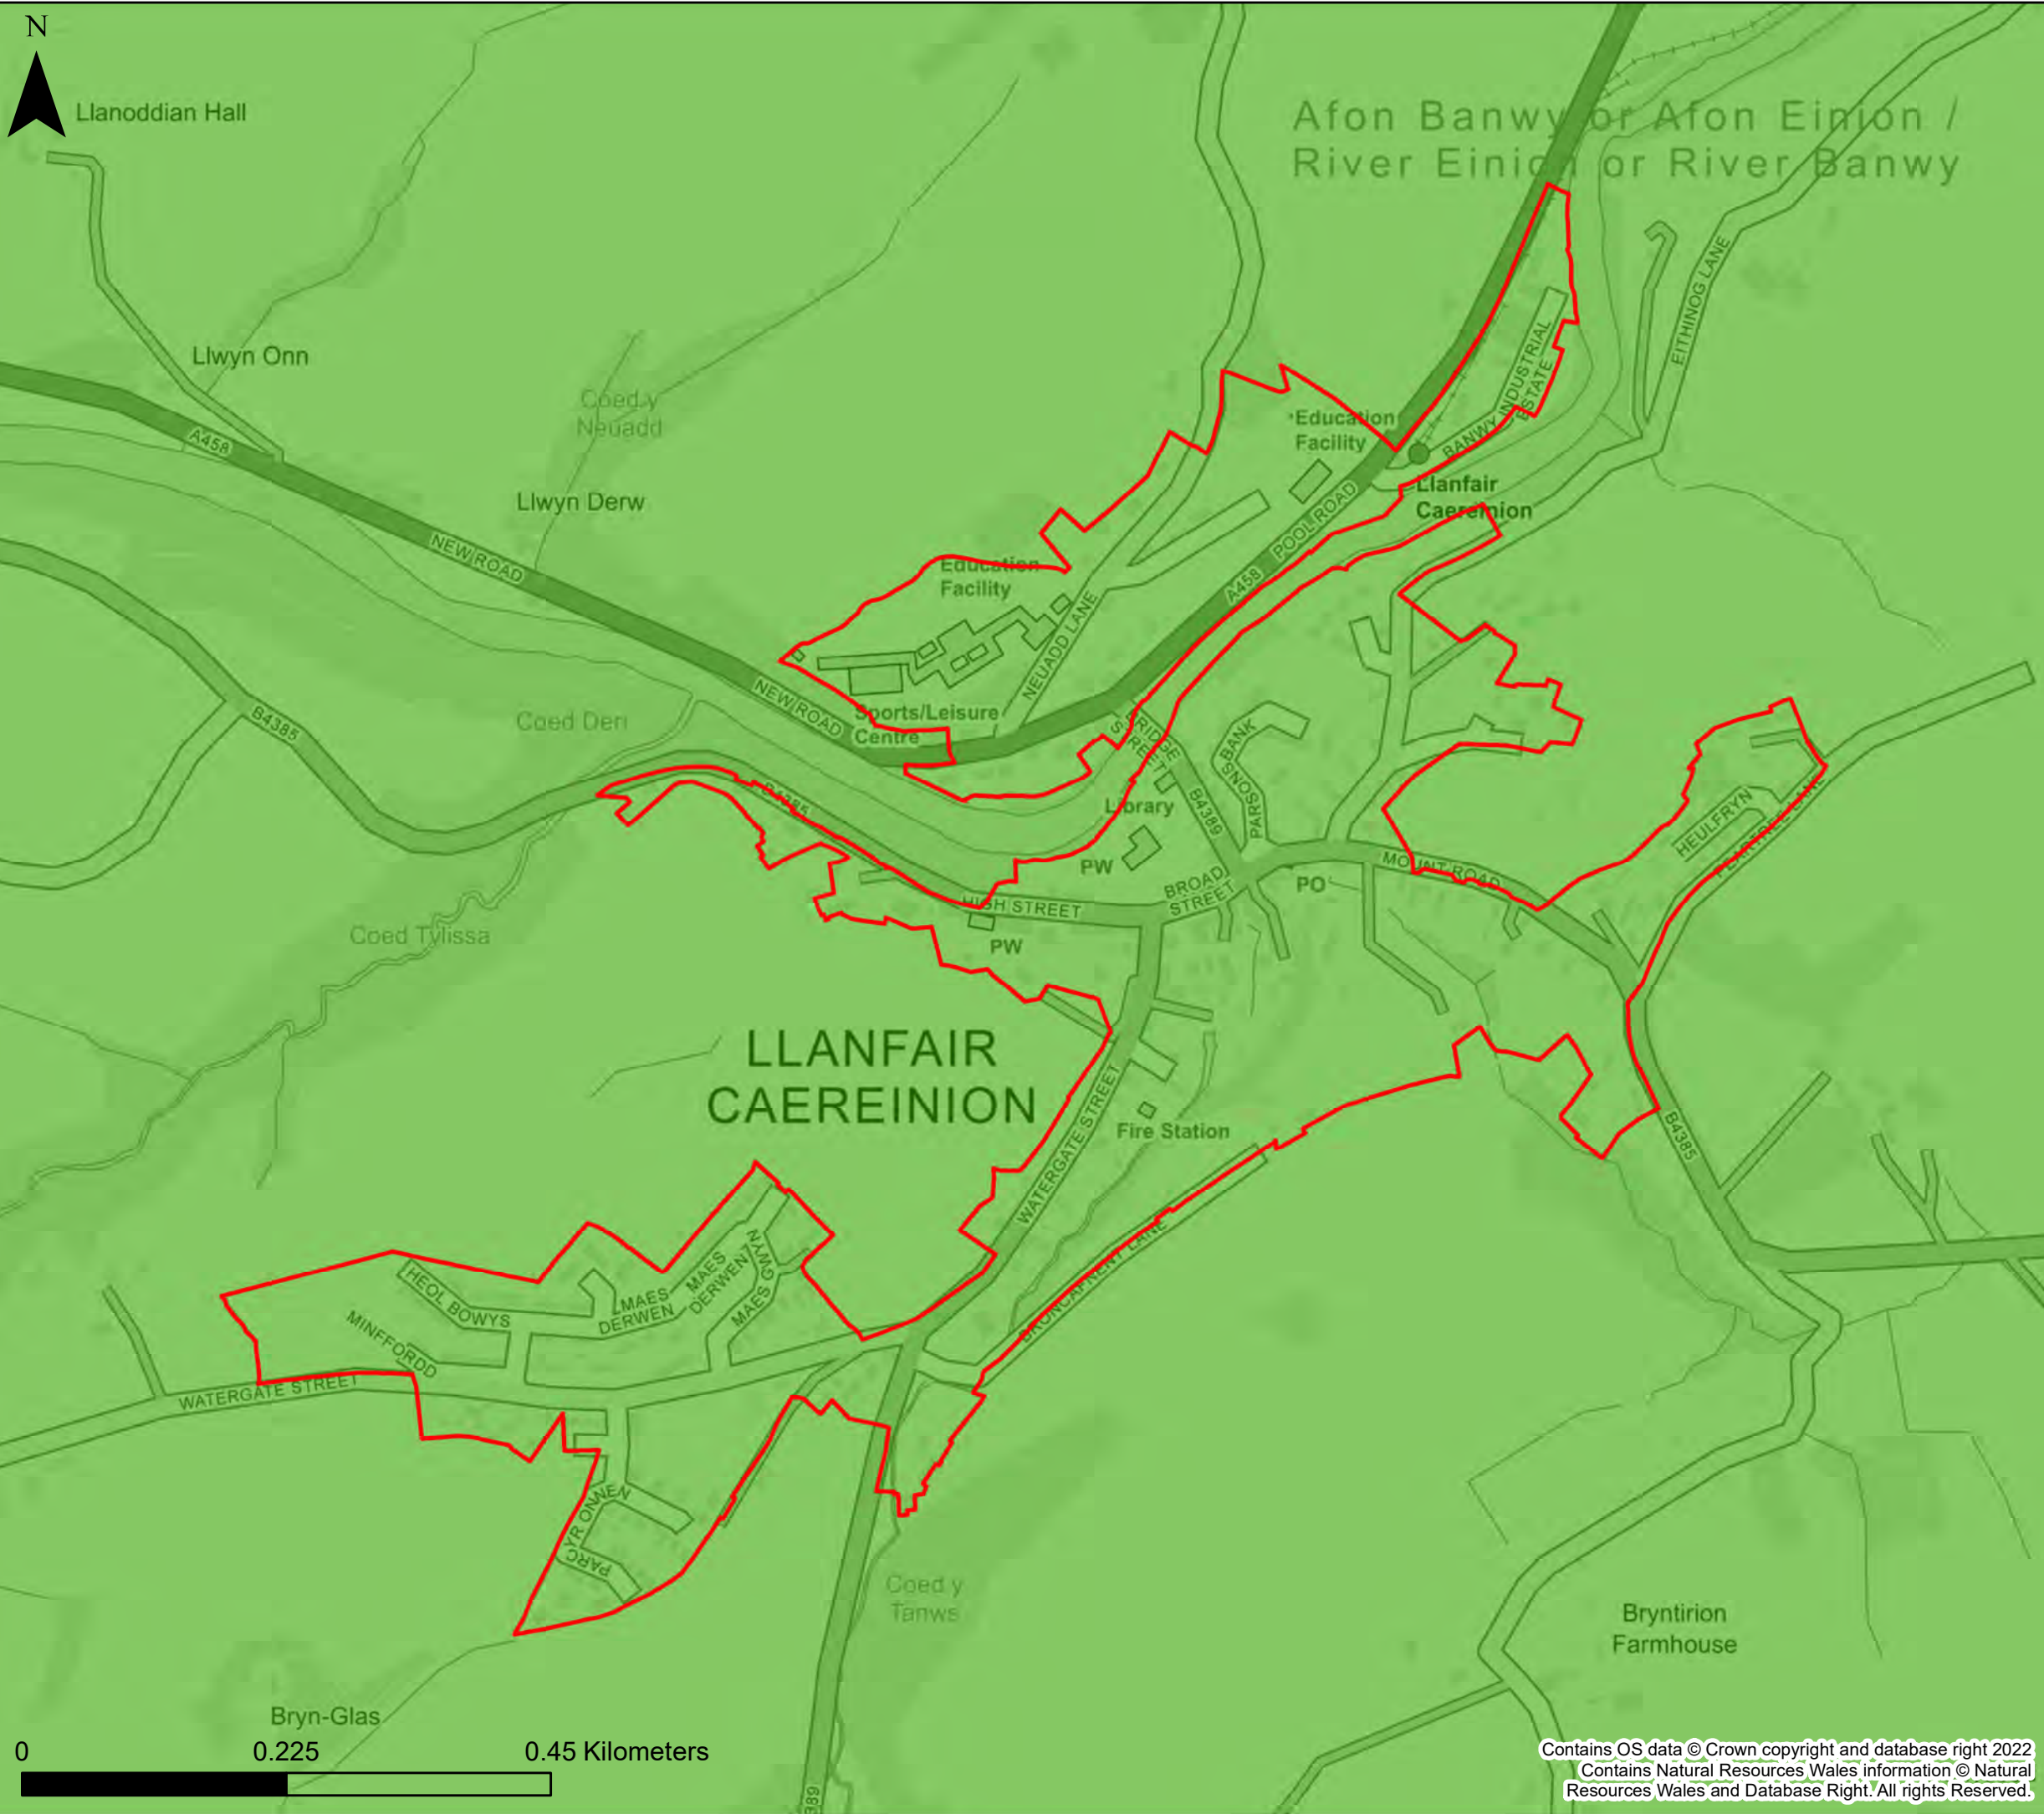 N
Llanoddian Hall
Afon Banwy or Afon Einion /
River Einion or River Banwy
EITHINOG LANE
Llwyn Onn
Coed y
Neuadd
A458
Education
Facility
BANWY INDUSTRIAL
ESTATE
Llanfair
Caereinion
Llwyn Derw
NEW ROAD
POOL ROAD
A458
Education
Facility
NEUADD LANE
NEW ROAD
Sports/Leisure
Centre
Coed Deri
B4385
BRIDGE
STREET
PARSONS
BANK
B4385
Library
B4389
HEULFRYN
PEARTREE LANE
PW
BROAD
STREET
PO
MOUNT ROAD
HIGH STREET
PW
Coed Tylissa
LLANFAIR
CAEREINION
WATERGATE STREET
Fire Station
B4385
HEOL BOWYS
MAES
DERWEN
MAES
DERWEN
MAES GWYN
MINFFORDD
BRONCAFNENT LANE
WATERGATE STREET
PARC
YR ONNEN
Coed y
Tanws
Bryntirion
Farmhouse
Bryn-Glas
0 0.225 0.45 Kilometers
389
Contains OS data © Crown copyright and database right 2022
Contains Natural Resources Wales information © Natural
Resources Wales and Database Right. All rights Reserved.